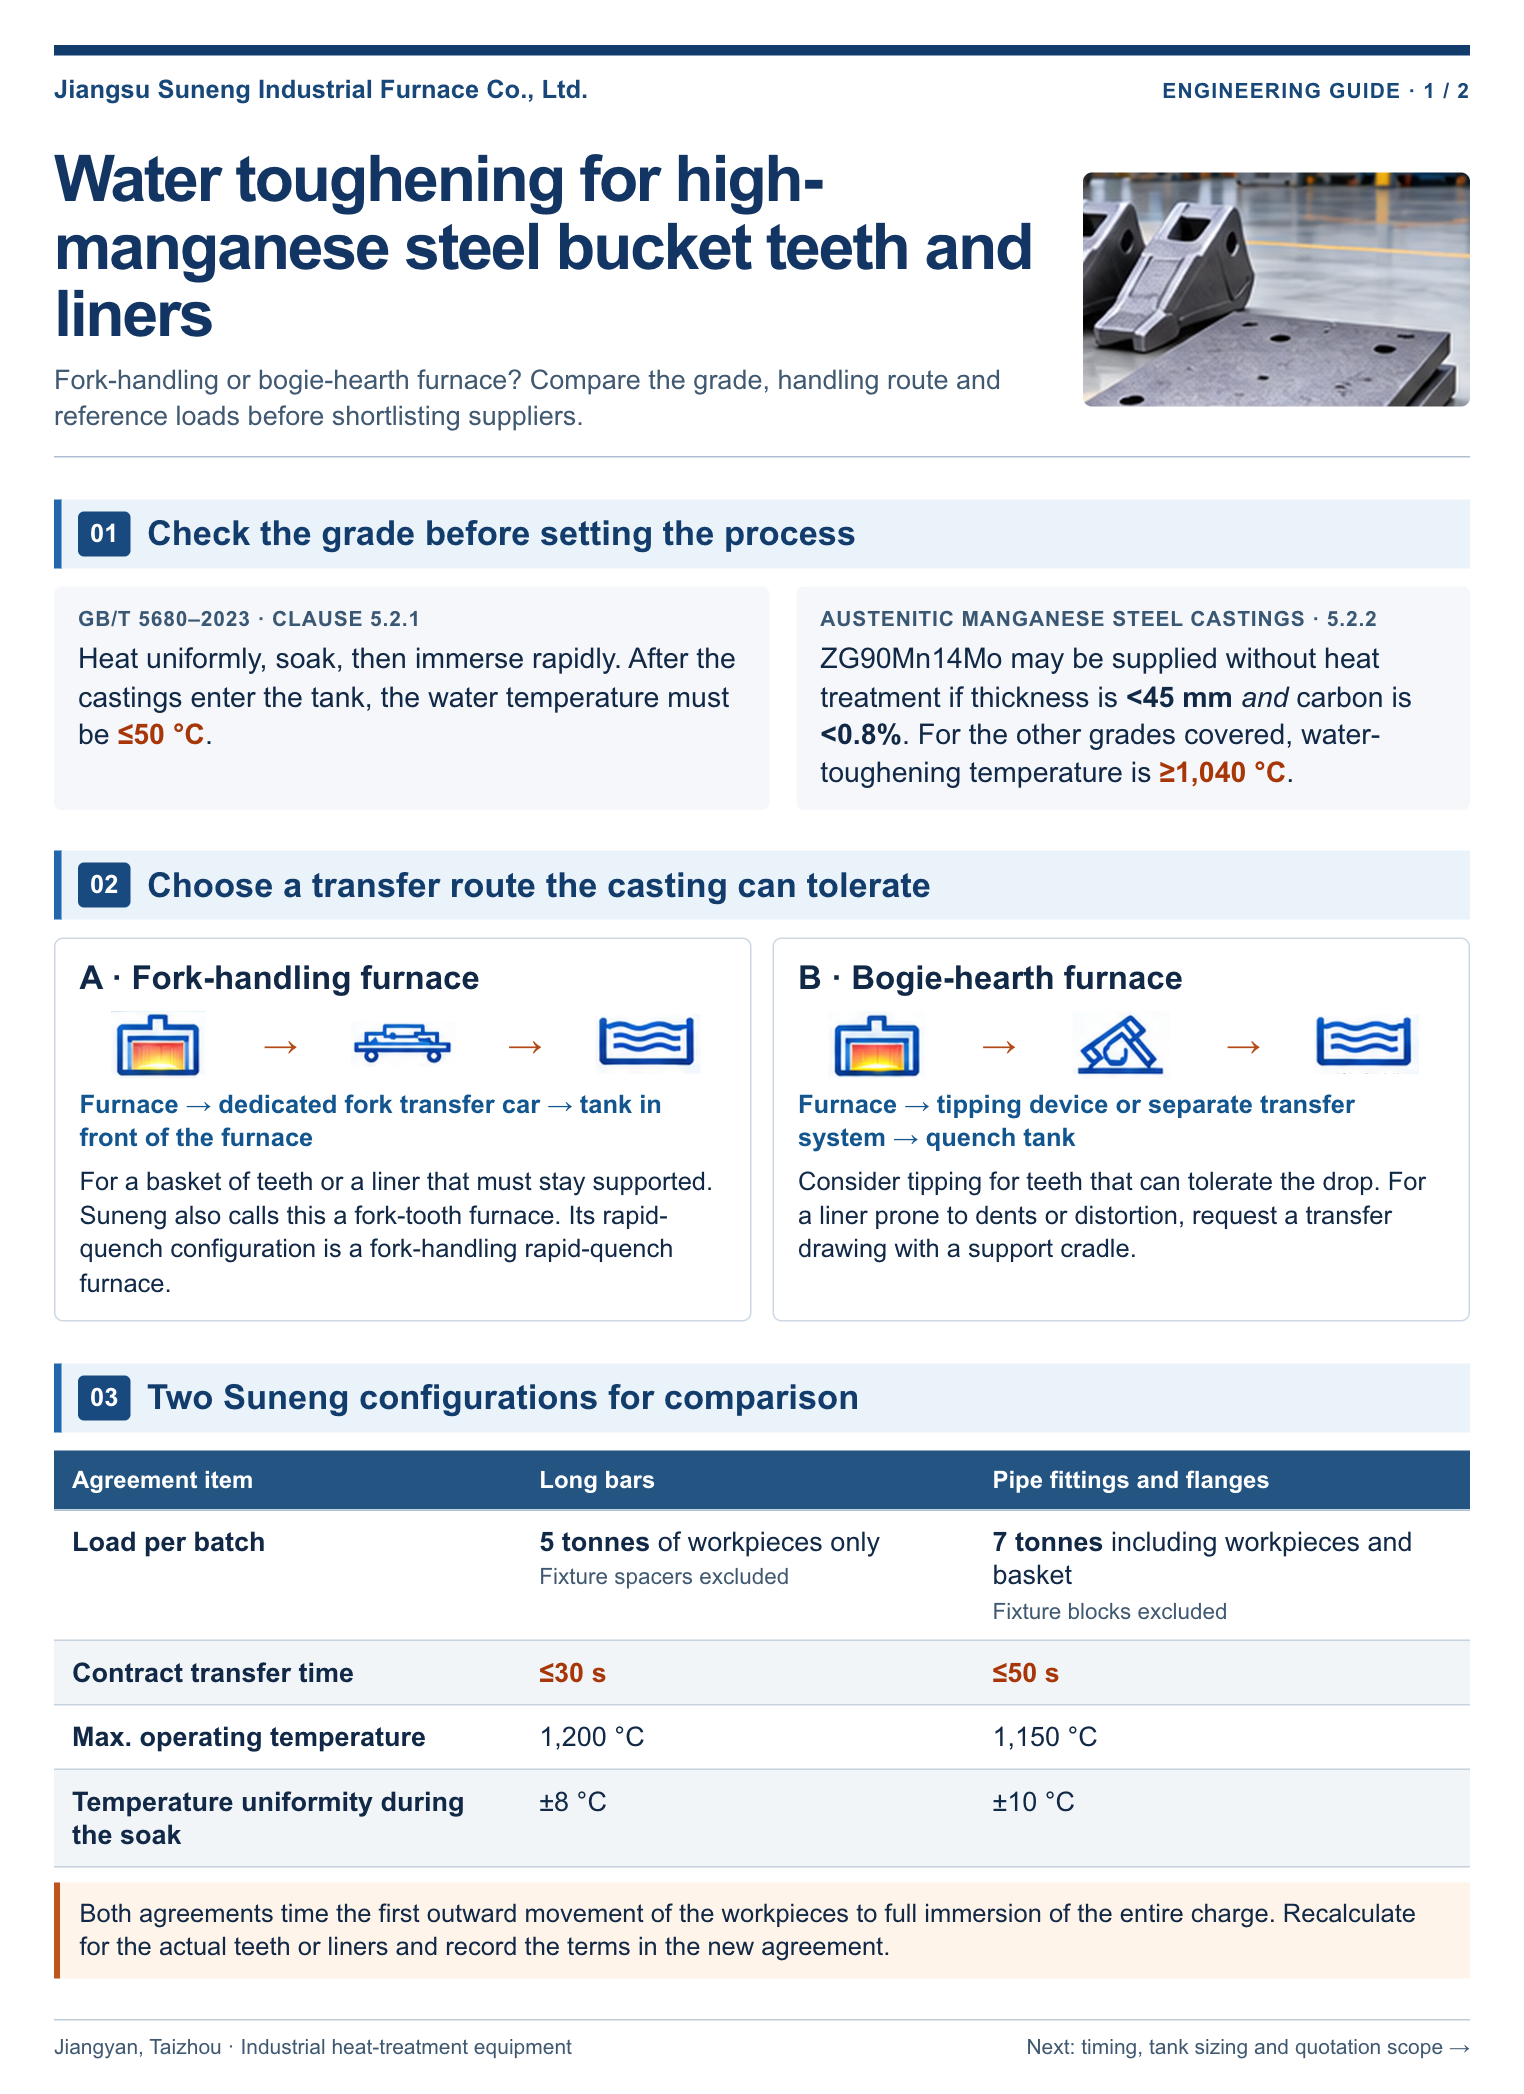 Jiangsu Suneng Industrial Furnace Co., Ltd.
ENGINEERING GUIDE · 1 / 2
Water toughening for high-
manganese steel bucket teeth and
liners
Fork-handling or bogie-hearth furnace? Compare the grade, handling route and
reference loads before shortlisting suppliers.
01 Check the grade before setting the process
GB/T 5680–2023 · CLAUSE 5.2.1
Heat uniformly, soak, then immerse rapidly. After the
castings enter the tank, the water temperature must
be ≤50 °C.
AUSTENITIC MANGANESE STEEL CASTINGS · 5.2.2
ZG90Mn14Mo may be supplied without heat
treatment if thickness is <45 mm and carbon is
<0.8%. For the other grades covered, water-
toughening temperature is ≥1,040 °C.
02 Choose a transfer route the casting can tolerate
A · Fork-handling furnace
→ →
Furnace → dedicated fork transfer car → tank in
front of the furnace
For a basket of teeth or a liner that must stay supported.
Suneng also calls this a fork-tooth furnace. Its rapid-
quench configuration is a fork-handling rapid-quench
furnace.
B · Bogie-hearth furnace
→ →
Furnace → tipping device or separate transfer
system → quench tank
Consider tipping for teeth that can tolerate the drop. For
a liner prone to dents or distortion, request a transfer
drawing with a support cradle.
03 Two Suneng configurations for comparison
Agreement item
Long bars
Pipe fittings and flanges
Load per batch
5 tonnes of workpieces only
Fixture spacers excluded
7 tonnes including workpieces and
basket
Fixture blocks excluded
Contract transfer time
≤30 s
≤50 s
Max. operating temperature
1,200 °C
1,150 °C
Temperature uniformity during
the soak
±8 °C
±10 °C
Both agreements time the first outward movement of the workpieces to full immersion of the entire charge. Recalculate
for the actual teeth or liners and record the terms in the new agreement.
Jiangyan, Taizhou · Industrial heat-treatment equipment
Next: timing, tank sizing and quotation scope →